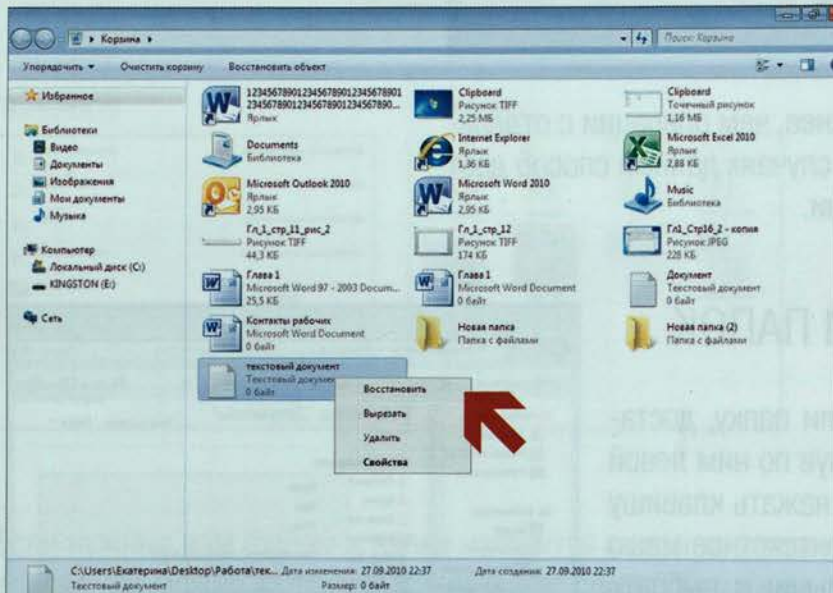 Корзина
Поиск: Корзина
Упорядочить
Очистить корзину
Восстановить объект
Избранное
Библиотеки
Видео
Документы
Изображения
Мои документы
Музыка
Компьютер
Локальный диск (C:)
KINGSTON (E:)
Сеть
1234567890123456789012345678901
2345678901234567890123456789О...
Ярлык
Clipboard
Рисунок TIFF
2,25 МБ
Clipboard
Точечный рисунок
1,16 МБ
Documents
Библиотека
Internet Explorer
Ярлык
1,36 КБ
Microsoft Excel 2010
Ярлык
2,88 КБ
Microsoft Outlook 2010
Ярлык
2,95 КБ
Microsoft Word 2010
Ярлык
2,95 КБ
Music
Библиотека
Гл_1_стр_11_рис_2
Рисунок TIFF
44,3 КБ
Гл_1_стр_12
Рисунок TIFF
174 КБ
Гл1_Стр16_2 - копия
Рисунок JPEG
228 КБ
Глава 1
Microsoft Word 97 - 2003 Docum...
25,5 КБ
Глава 1
Microsoft Word Document
0 байт
Документ
Текстовый документ
0 байт
Контакты рабочих
Microsoft Word Document
0 байт
Новая папка
Папка с файлами
Новая папка (2)
Папка с файлами
текстовый документ
Текстовый докумен
0 байт
Восстановить
Вырезать
Удалить
Свойства
C:\Users\Екатерина\Desktop\Работа\тек... Дата изменения: 27.09.2010 22:37 Дата создания: 27.09.2010 22:37
Текстовый документ Размер: 0 байт